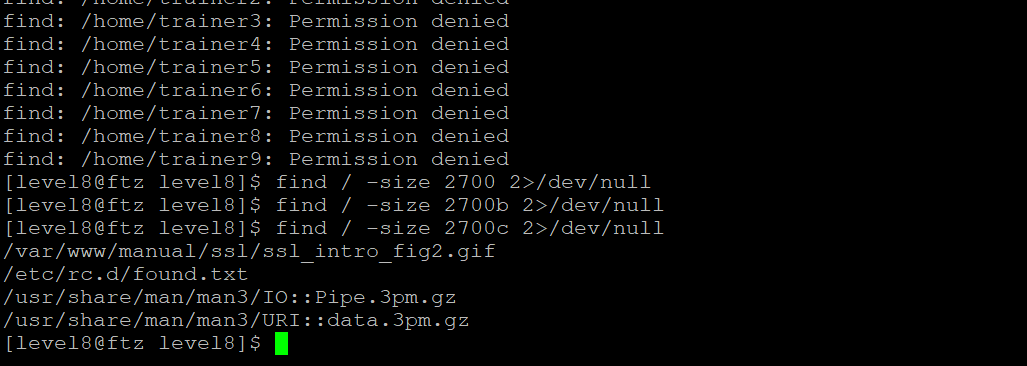 find: /home/trainer2: Permission denied
find: /home/trainer3: Permission denied
find: /home/trainer4: Permission denied
find: /home/trainer5: Permission denied
find: /home/trainer6: Permission denied
find: /home/trainer7: Permission denied
find: /home/trainer8: Permission denied
find: /home/trainer9: Permission denied
[level8@ftz level8]$ find / -size 2700 2>/dev/null
[level8@ftz level8]$ find / -size 2700b 2>/dev/null
[level8@ftz level8]$ find / -size 2700c 2>/dev/null
/var/www/manual/ssl/ssl_intro_fig2.gif
/etc/rc.d/found.txt
/usr/share/man/man3/IO::Pipe.3pm.gz
/usr/share/man/man3/URI::data.3pm.gz
[level8@ftz level8]$